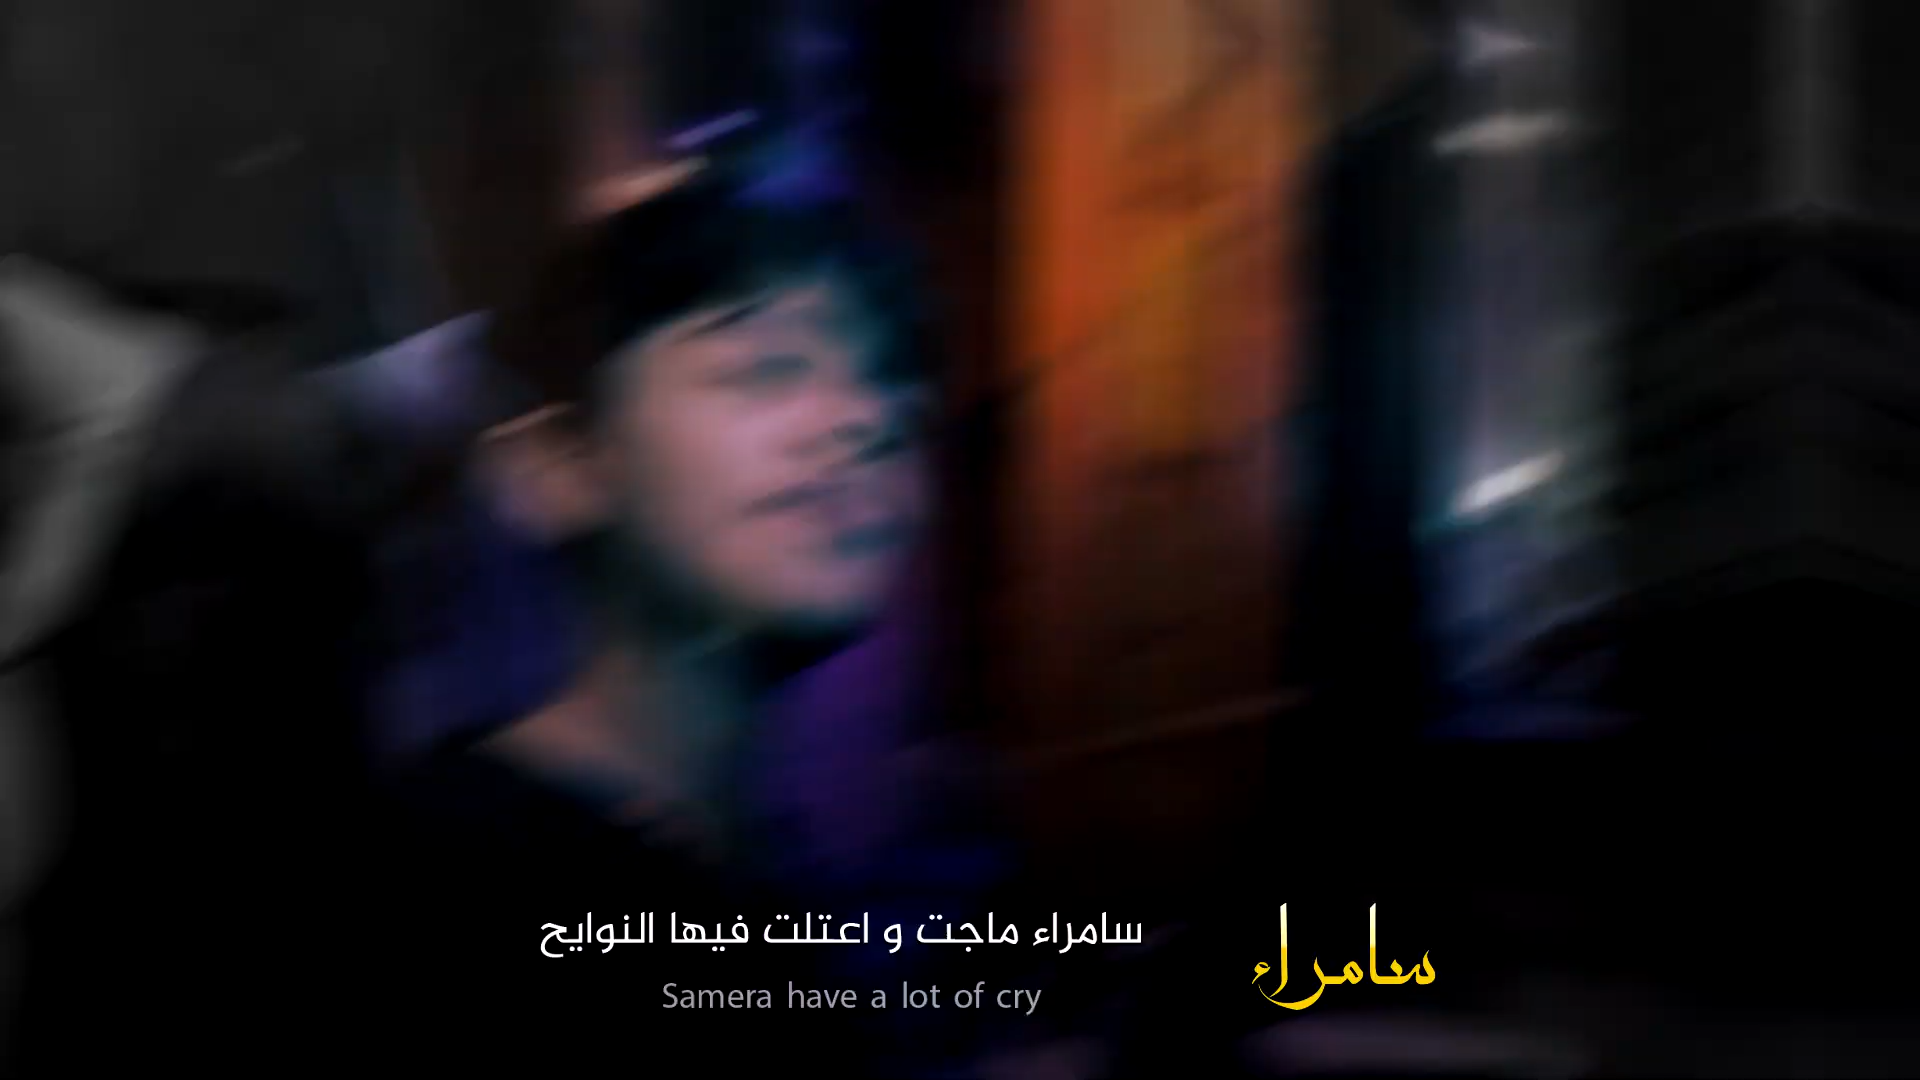 سامراء ماجت و اعتلت فيها النوايح
Samera have a lot of cry
سامراء